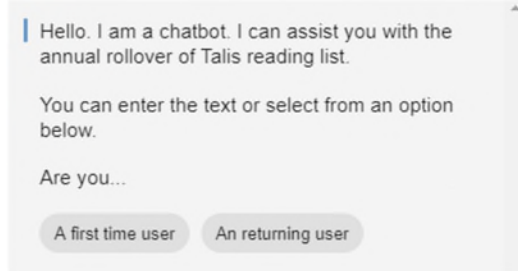 Hello. I am a chatbot. I can assist you with the
annual rollover of Talis reading list.
You can enter the text or select from an option
below.
Are you...
A first time user An returning user